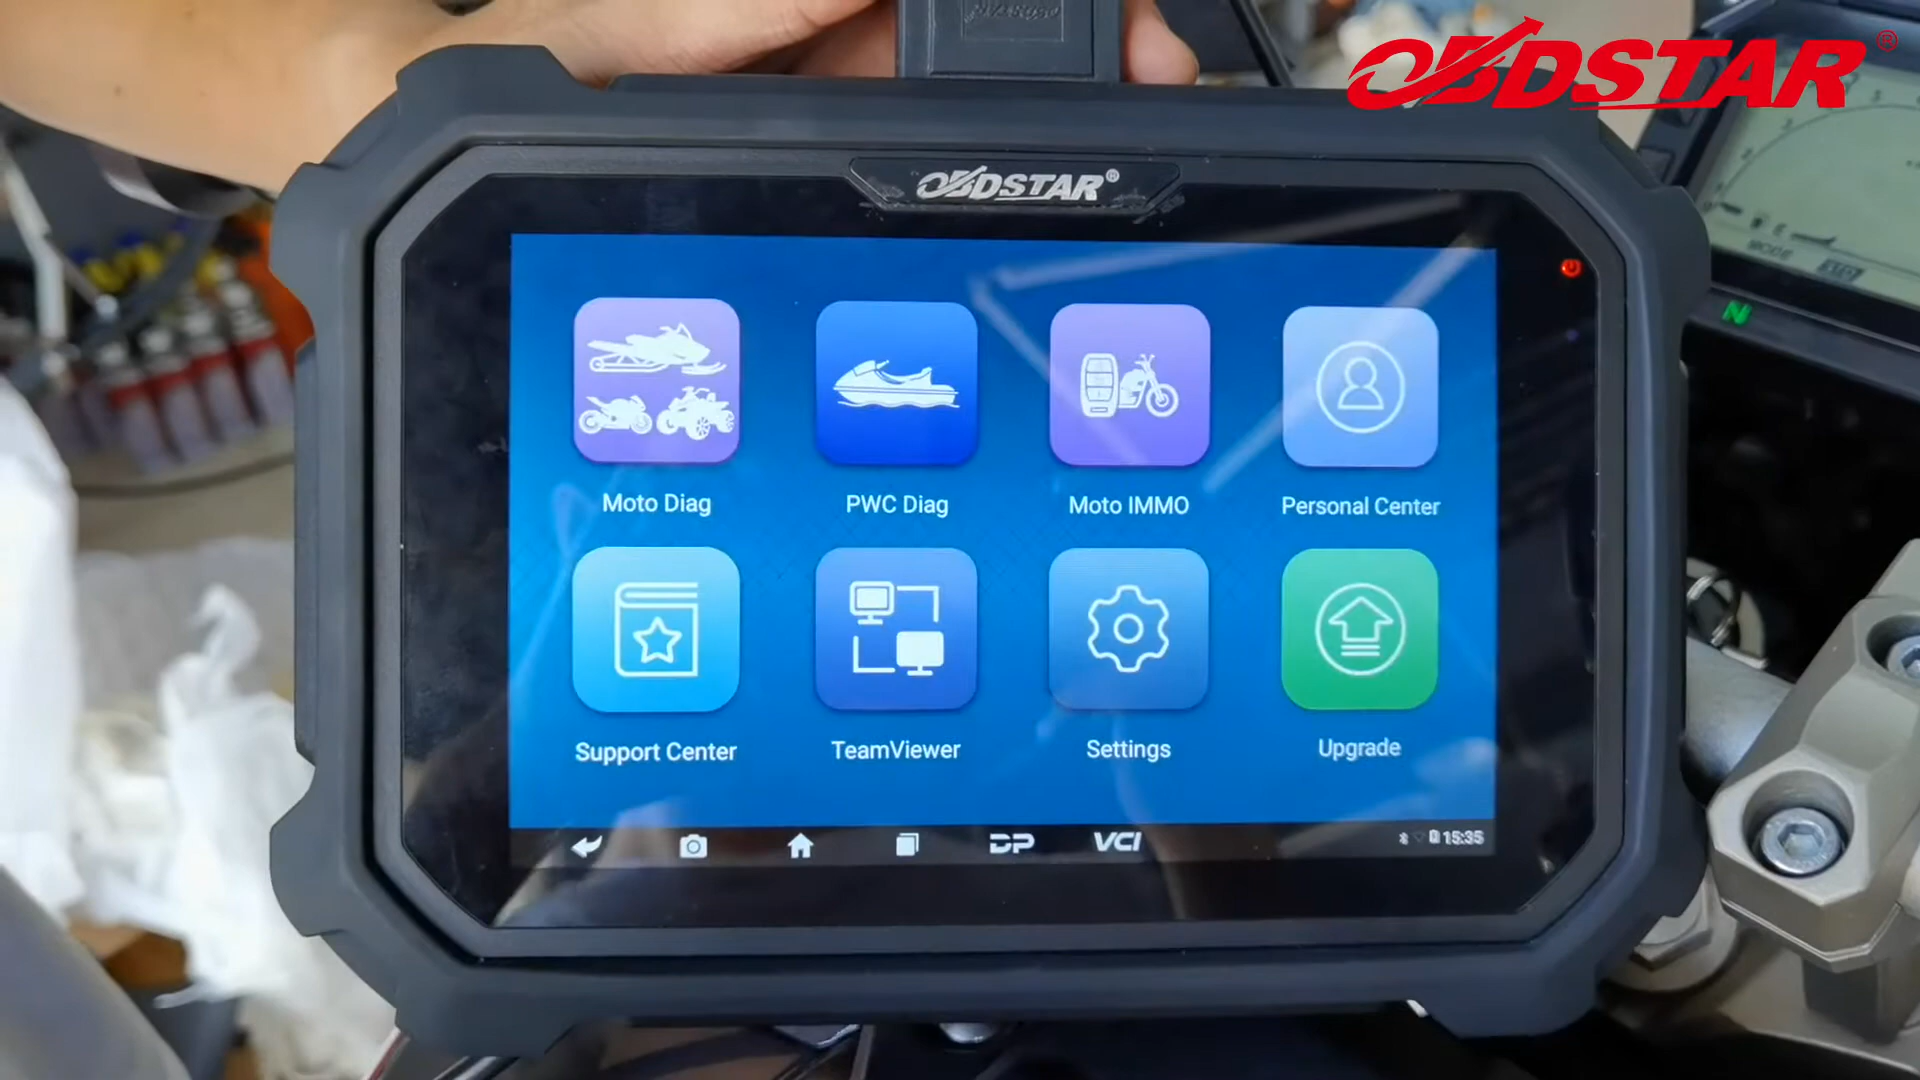 OBDSTAR®
OBDSTAR®
Moto Diag
PWC Diag
Moto IMMO
Personal Center
Support Center
TeamViewer
Settings
Upgrade
DP
VCI
15:35
N